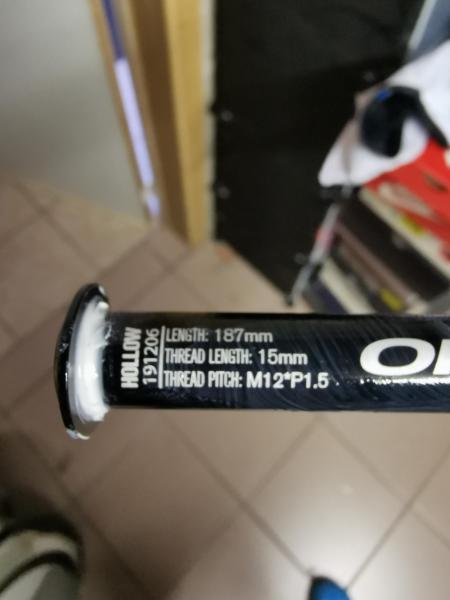 HOLLOW
191206
LENGTH: 187mm
THREAD LENGTH: 15mm
THREAD PITCH: M12*P1.5